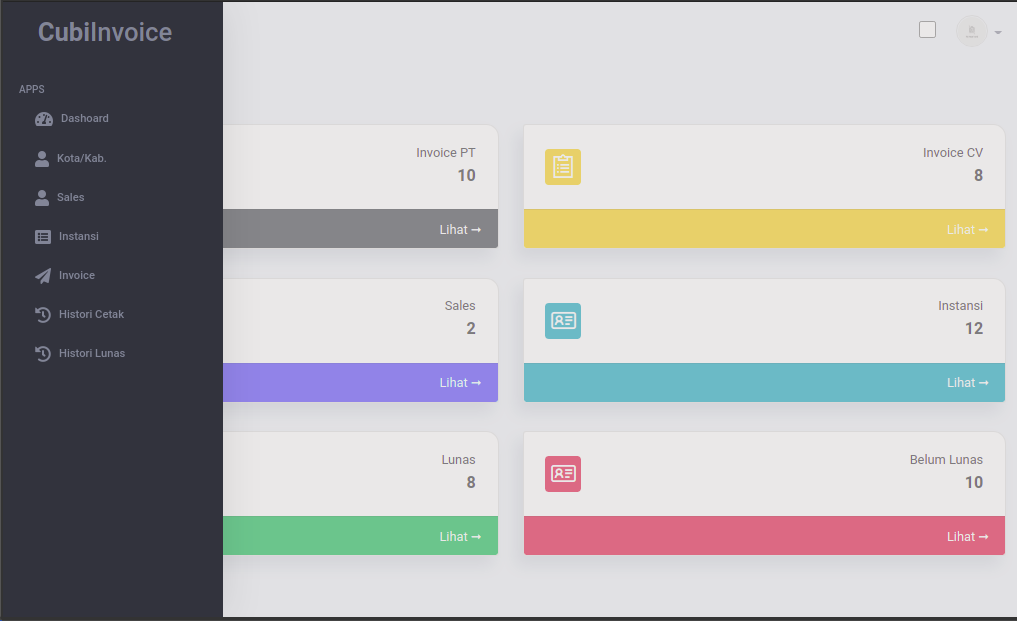 CubiInvoice
APPS
Dashoard
Kota/Kab.
Sales
Instansi
Invoice
Histori Cetak
Histori Lunas
Invoice PT
10
Lihat →
Invoice CV
8
Lihat →
Sales
2
Lihat →
Instansi
12
Lihat →
Lunas
8
Lihat →
Belum Lunas
10
Lihat →